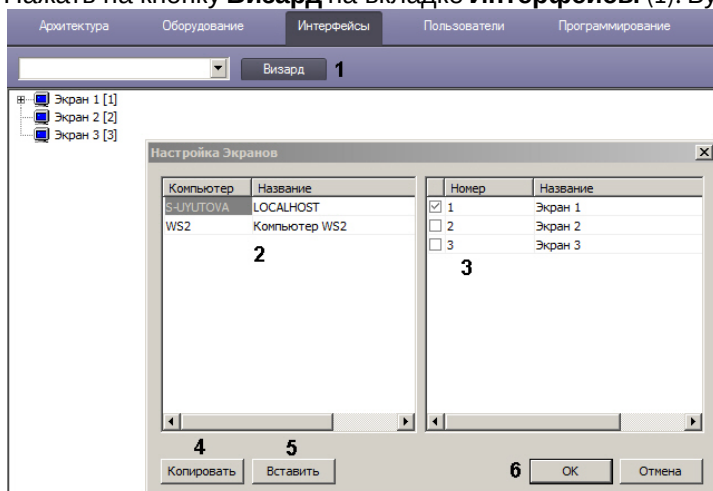 Нажать на кнопку Визард на вкладке Интерфейсы (1). Бу
Архитектура Оборудование Интерфейсы Пользователи Программирование
Визард 1
Экран 1 [1]
Экран 2 [2]
Экран 3 [3]
Настройка Экранов
Компьютер Название Номер Название
S-UYUTOVA LOCALHOST 1 Экран 1
WS2 Компьютер WS2 2 Экран 2
3 Экран 3
2 3
4 5
Копировать Вставить 6 OK Отмена